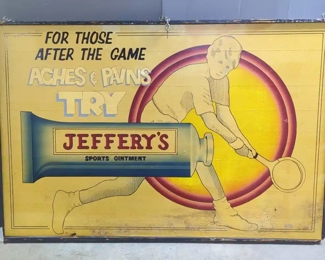 FOR THOSE
AFTER THE GAME
ACHES & PAINS
TRY
JEFFERY'S
SPORTS OINTMENT